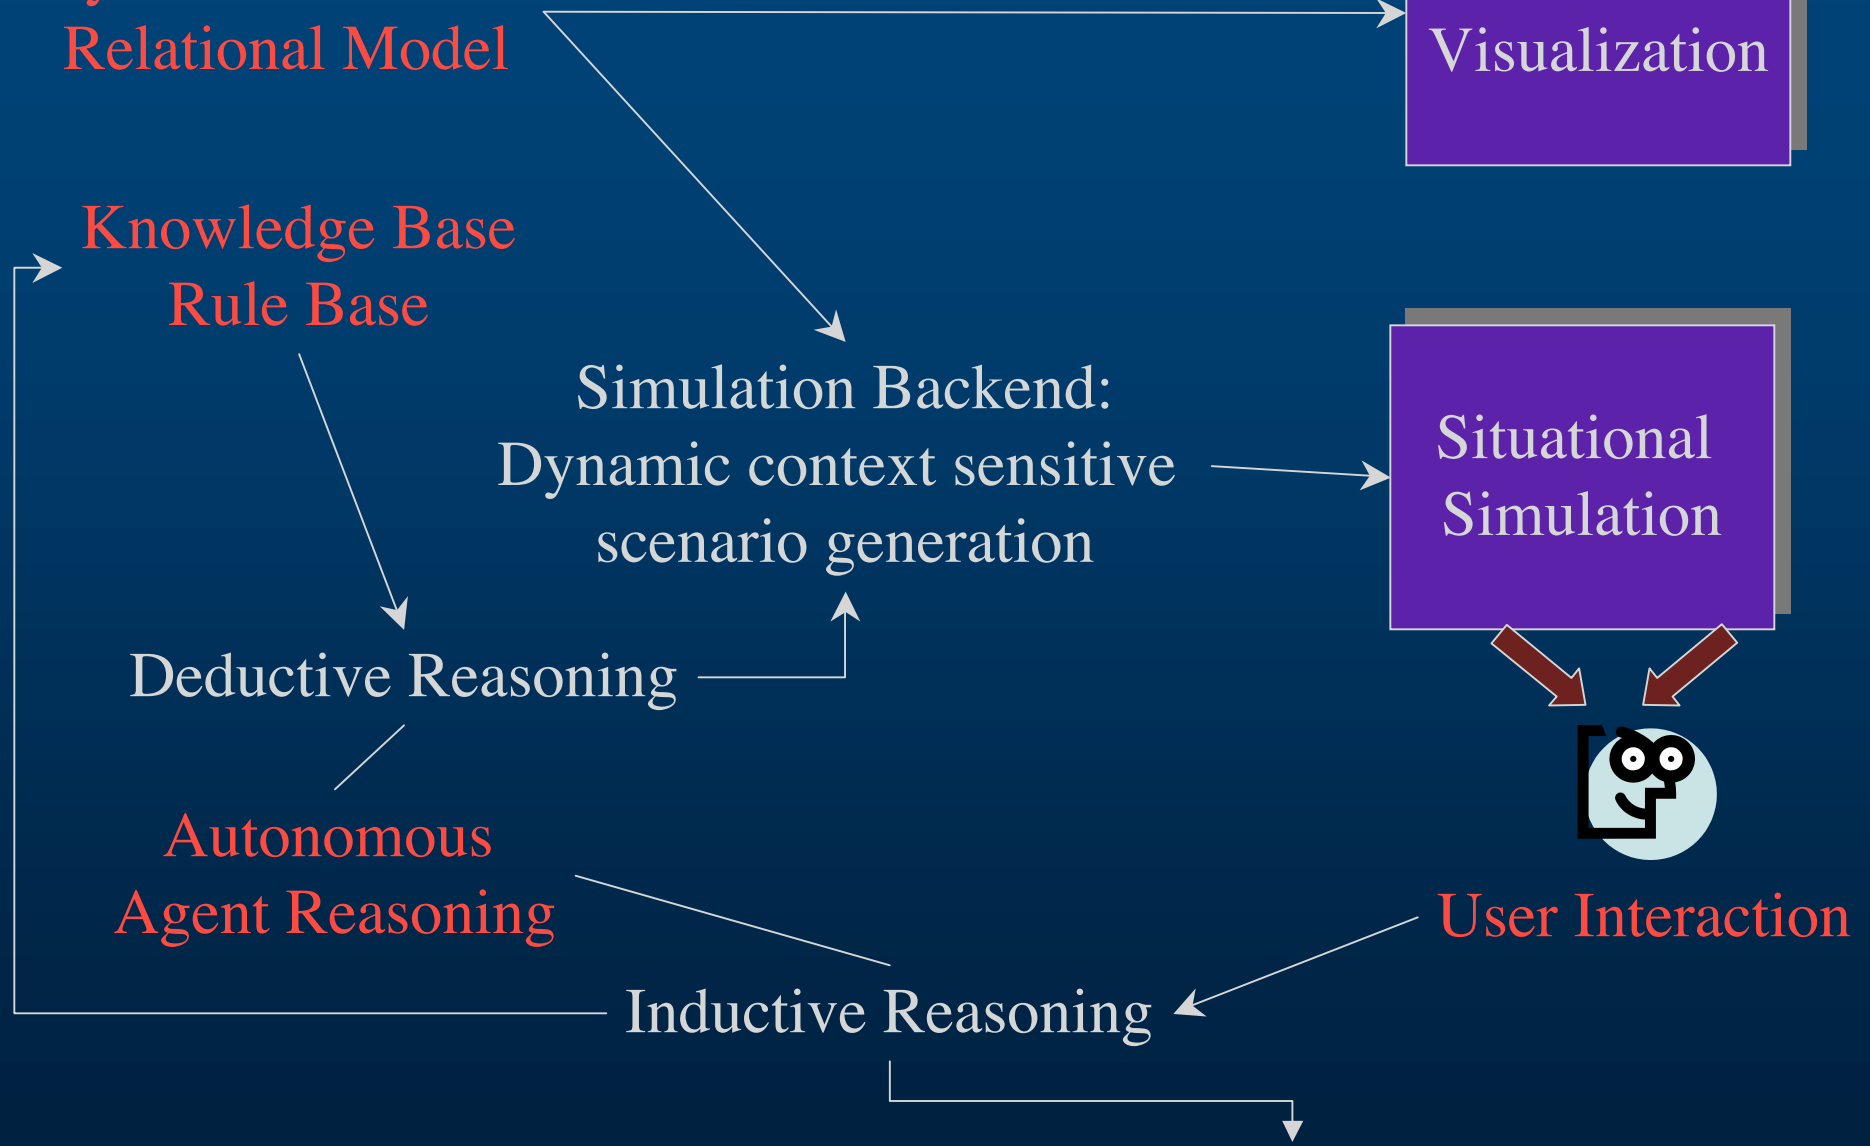 Relational Model
Visualization
Knowledge Base
Rule Base
Simulation Backend:
Dynamic context sensitive
scenario generation
Situational
Simulation
Deductive Reasoning
Autonomous
Agent Reasoning
User Interaction
Inductive Reasoning